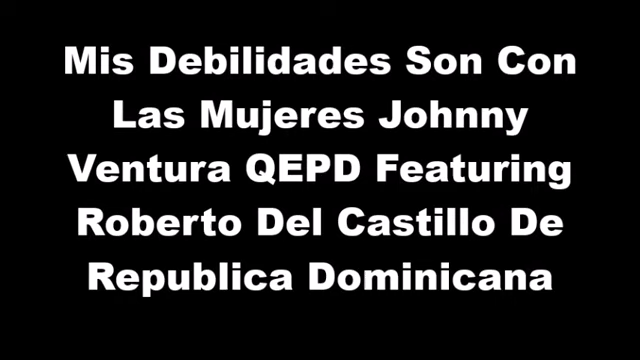 Mis Debilidades Son Con
Las Mujeres Johnny
Ventura QEPD Featuring
Roberto Del Castillo De
Republica Dominicana